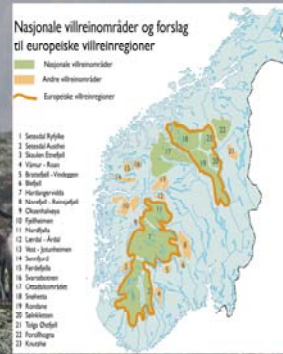 Nasjonale villreinområder og forslag
til europeiske villreinregioner
Nasjonale villreinområder
Andre villreinområder
Europeiske villreinregioner
1 Setesdal Ryfylke
2 Setesdal Austhei
3 Skaulen Etnefjell
4 Våmur - Roan
5 Brattefjell - Vindeggen
6 Blefjell
7 Hardangervidda
8 Norefjell - Reinsjøfjell
9 Oksenhalvøya
10 Fjellheimen
11 Nordfjella
12 Lærdal - Årdal
13 Vest - Jotunheimen
14 Sunnfjord
15 Førdefjella
16 Svartebotnen
17 Ottadalsområdet
18 Snøhetta
19 Rondane
20 Sølnkletten
21 Tolga Østfjell
22 Forollhogna
23 Knutshø